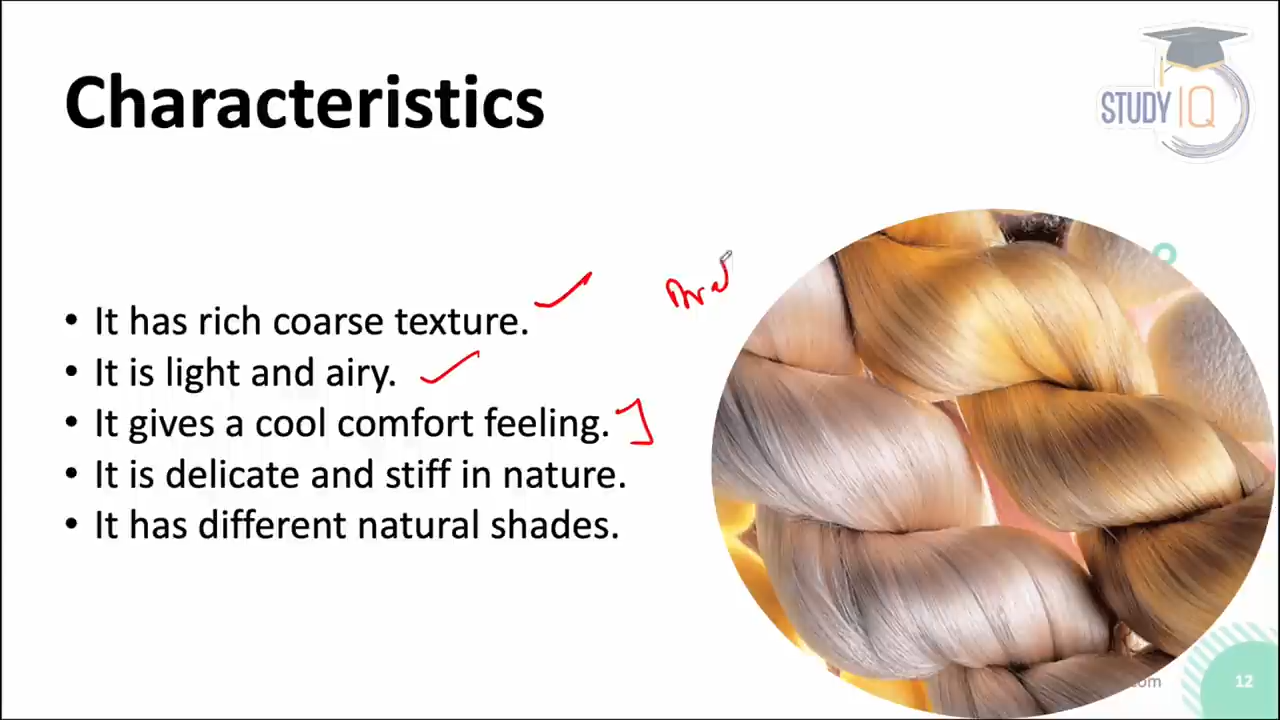 STUDY IQ
Characteristics
• It has rich coarse texture.
• It is light and airy.
• It gives a cool comfort feeling.
• It is delicate and stiff in nature.
• It has different natural shades.
12